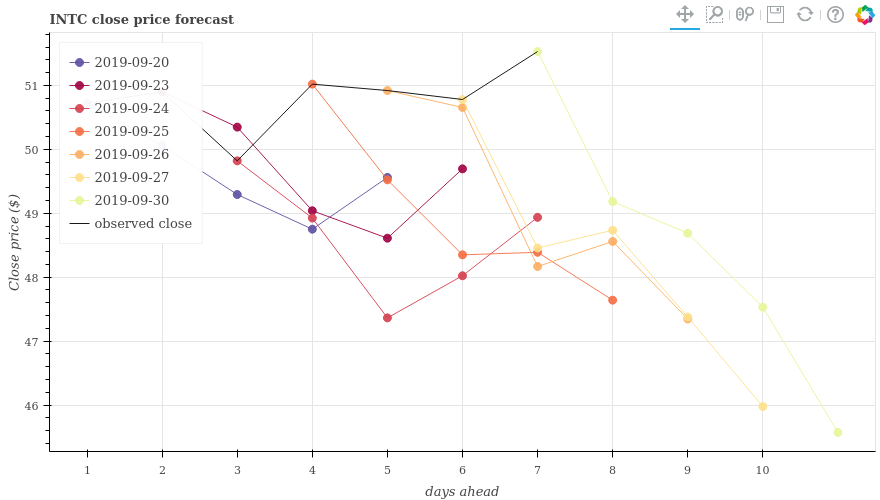 INTC close price forecast
2019-09-20
2019-09-23
2019-09-24
2019-09-25
2019-09-26
2019-09-27
2019-09-30
observed close
Close price ($)
51
50
49
48
47
46
1 2 3 4 5 6 7 8 9 10
days ahead